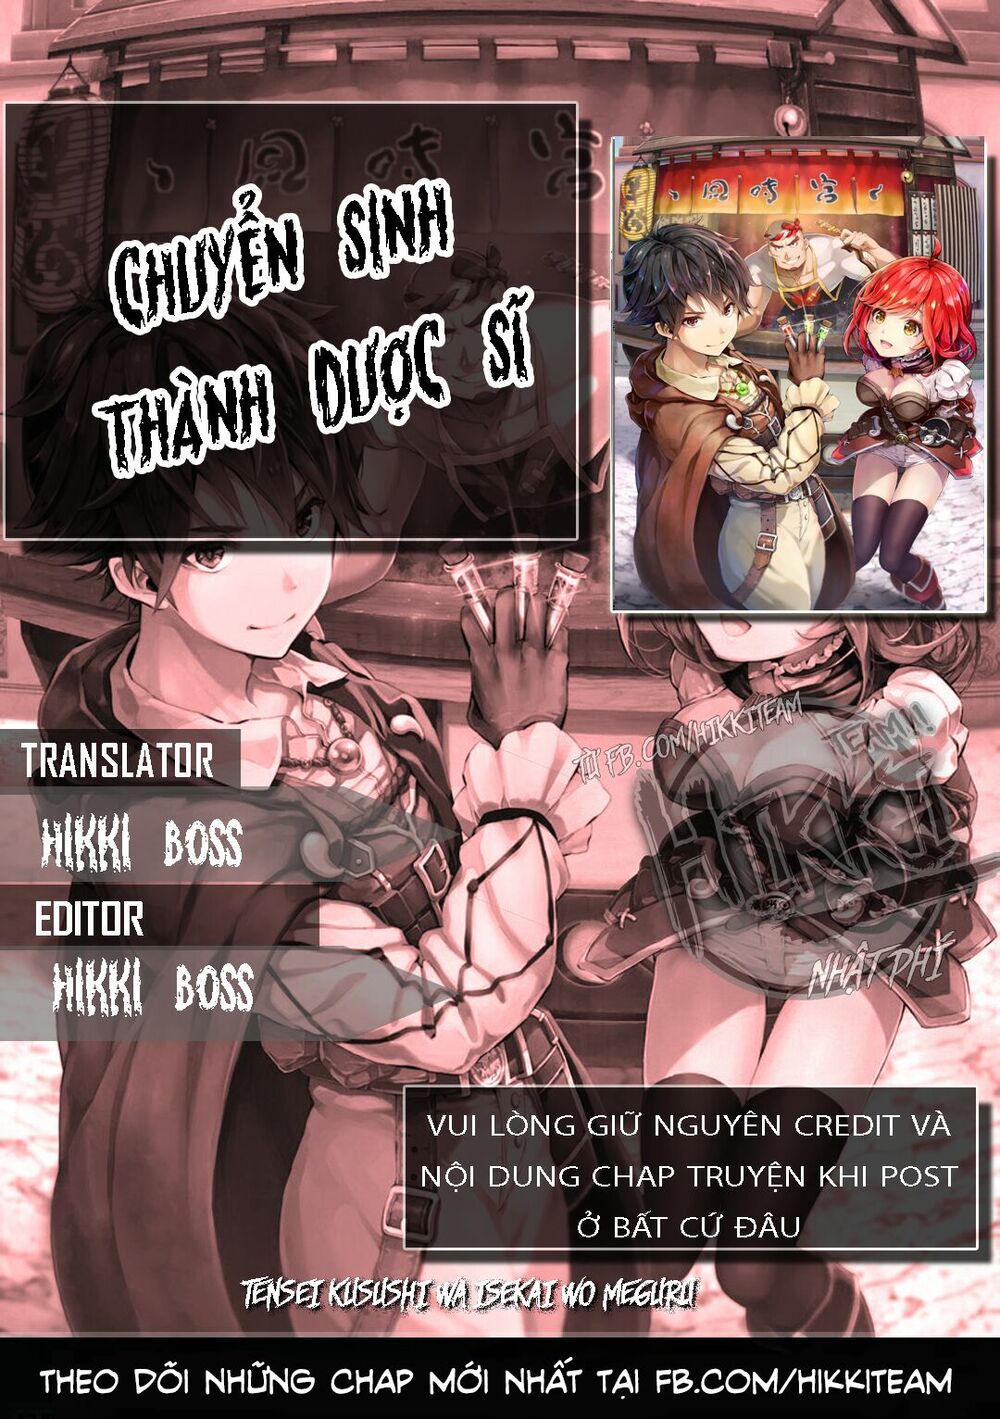 CHUYỂN SINH
THÀNH DƯỢC SĨ
TRANSLATOR
HIKKI BOSS
EDITOR
HIKKI BOSS
TỪ FB.COM/HIKKITEAM
TEAM!!
HIKKI
NHẬT PHÍ
VUI LÒNG GIỮ NGUYÊN CREDIT VÀ
NỘI DUNG CHAP TRUYỆN KHI POST
Ở BẤT CỨ ĐÂU
TENSEI KUSUSHI WA ISEKAI WO MEGURU
THEO DÕI NHỮNG CHAP MỚI NHẤT TẠI FB.COM/HIKKITEAM